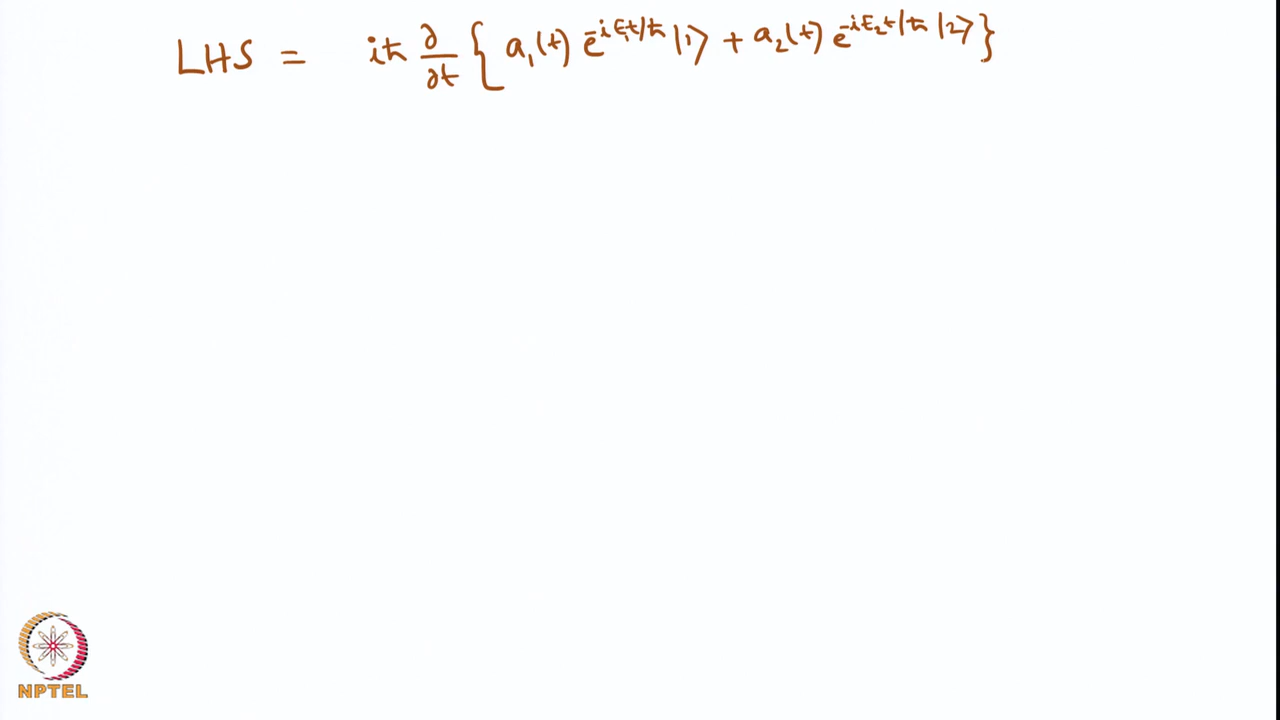 LHS = iħ ∂/∂t { a₁(t) e^{-iE₁t/ħ} |1⟩ + a₂(t) e^{-iE₂t/ħ} |2⟩ }
NPTEL